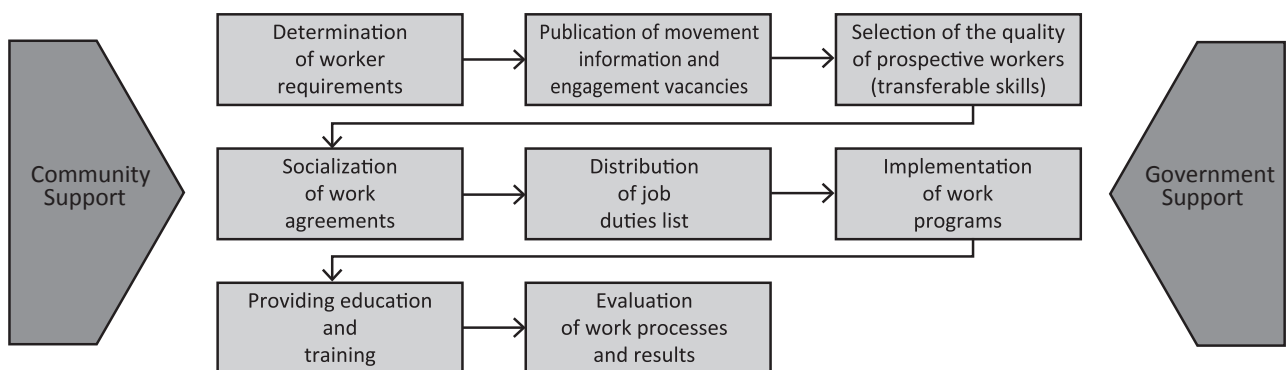 Determination
of worker
requirements
Publication of movement
information and
engagement vacancies
Selection of the quality
of prospective workers
(transferable skills)
Community
Support
Socialization
of work
agreements
Distribution
of job
duties list
Implementation
of work
programs
Government
Support
Providing education
and
training
Evaluation
of work processes
and results